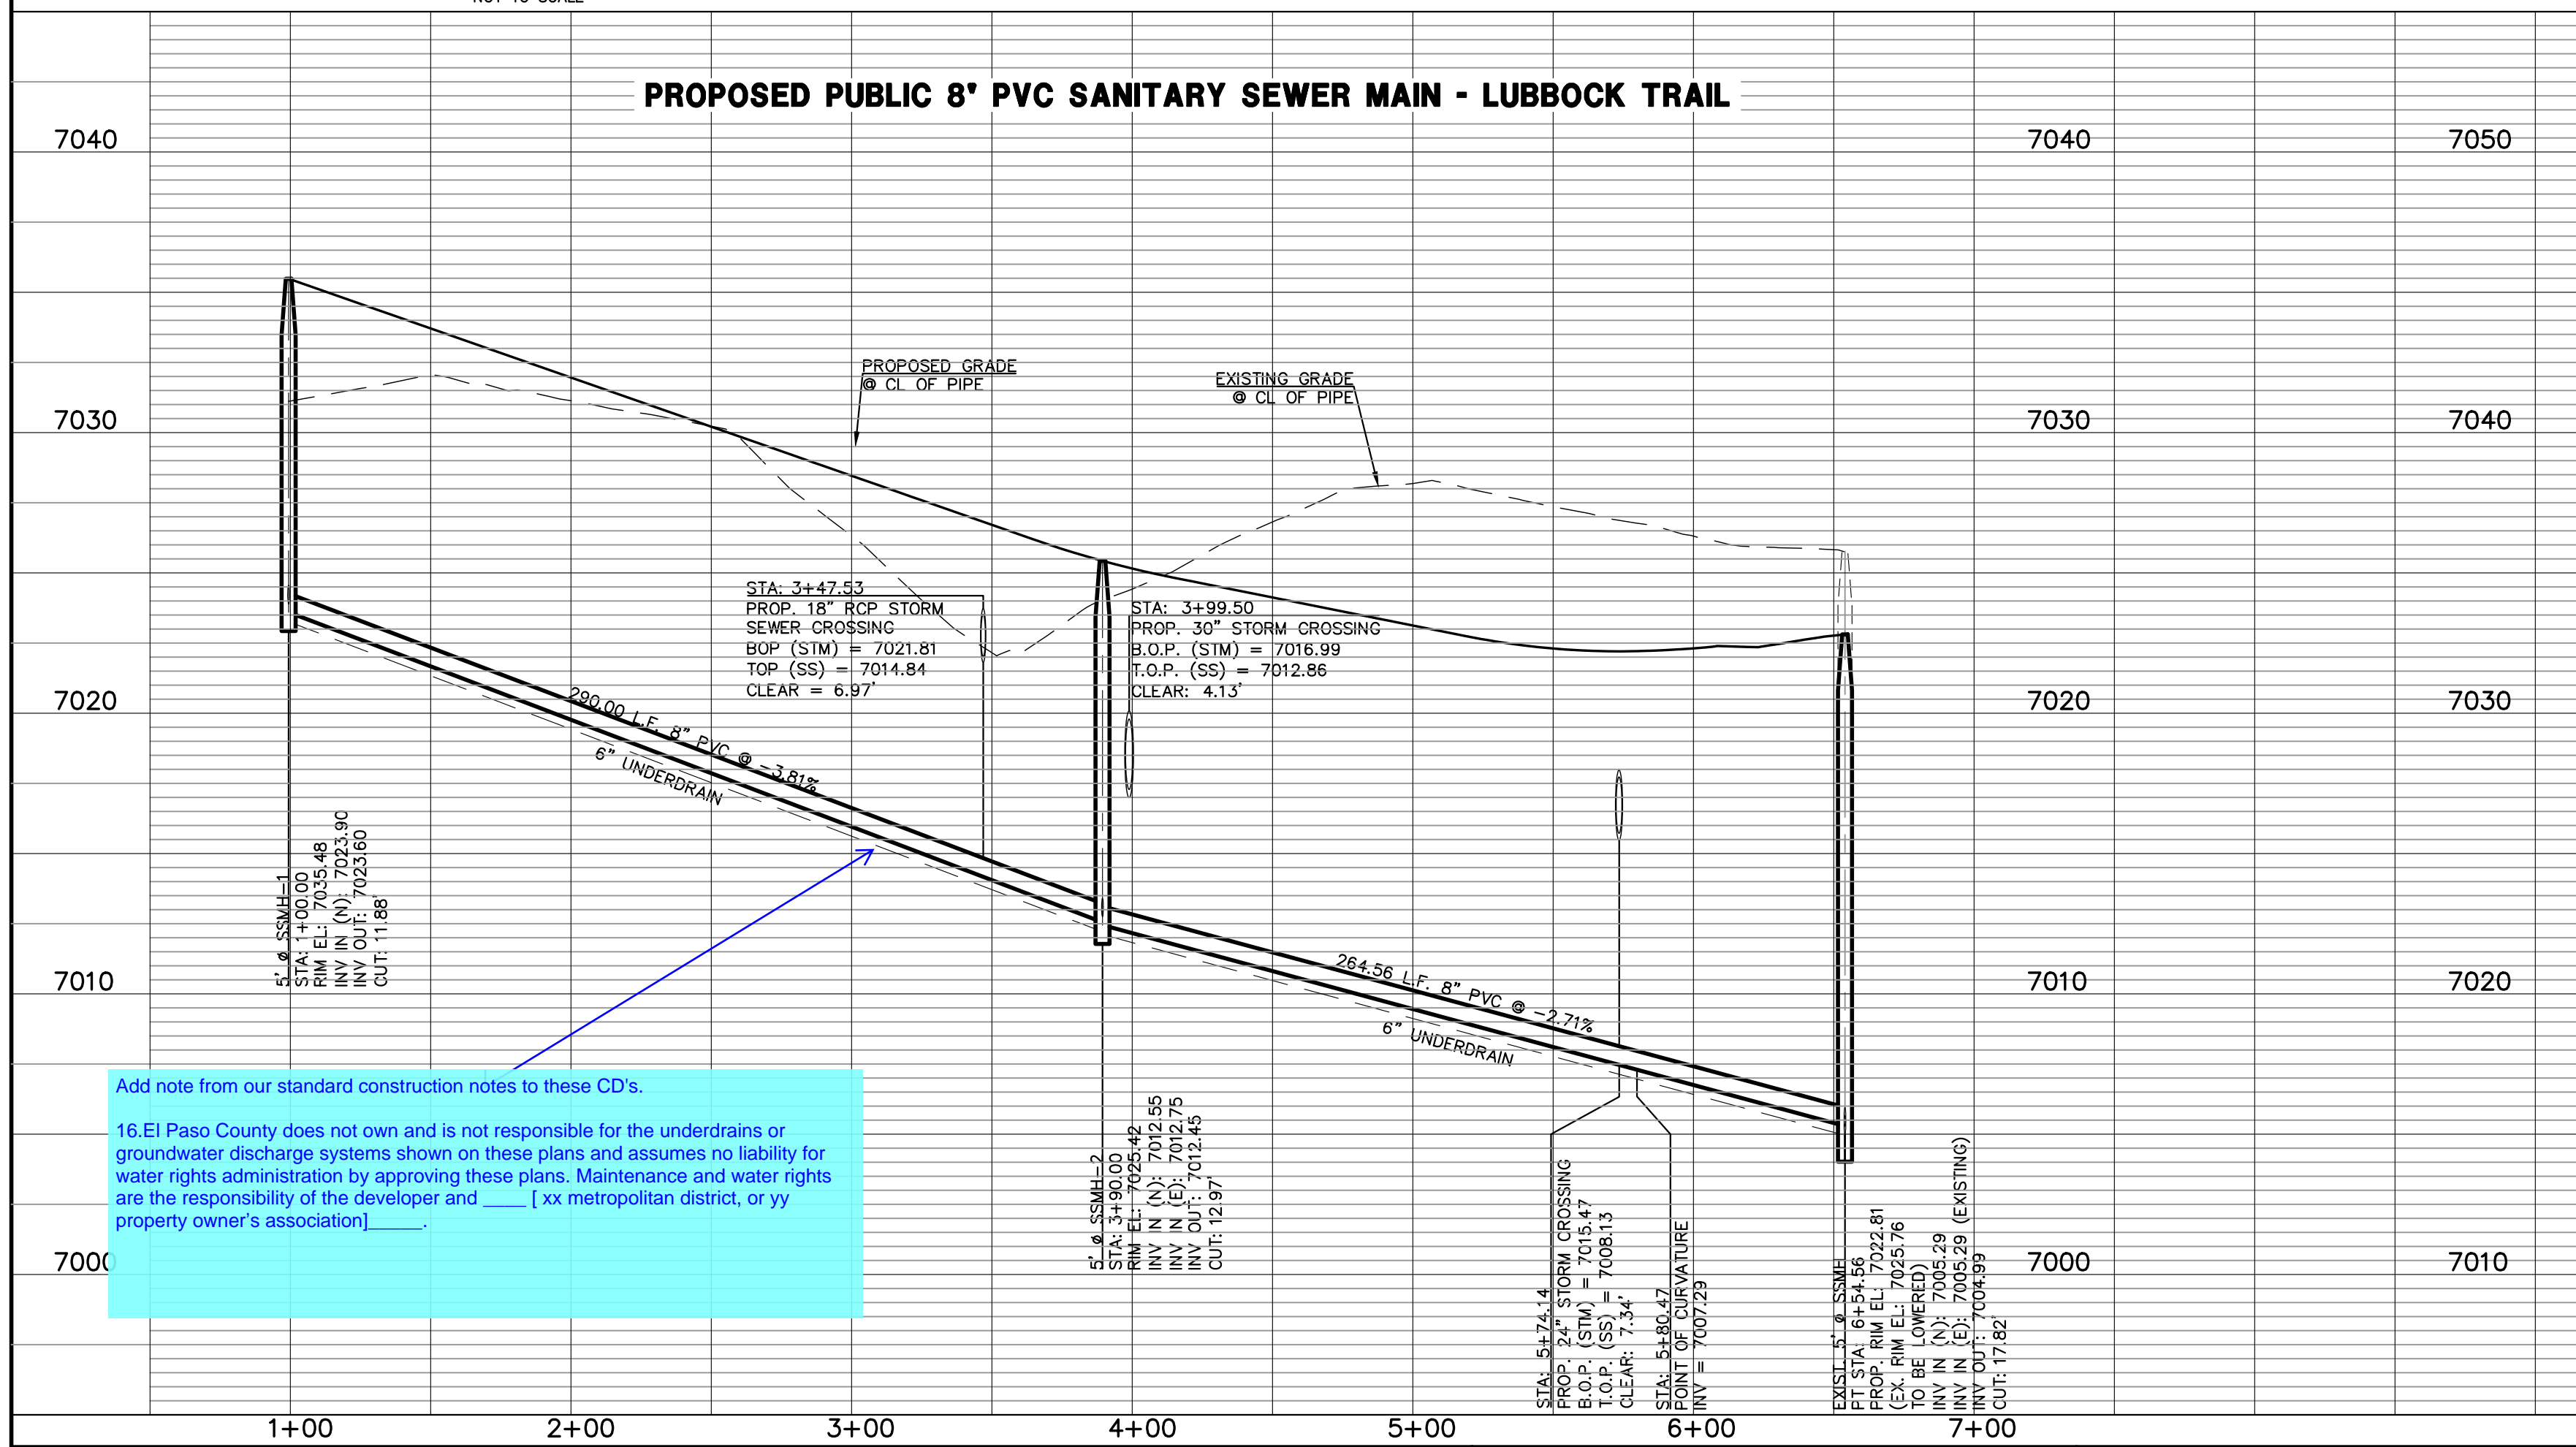 NOT TO SCALE
PROPOSED PUBLIC 8' PVC SANITARY SEWER MAIN - LUBBOCK TRAIL
7040
7040
7050
7030
7030
7040
7020
7020
7030
7010
7010
7020
7000
7000
7010
PROPOSED GRADE
@ CL OF PIPE
EXISTING GRADE
@ CL OF PIPE
STA: 3+47.53
PROP. 18" RCP STORM
SEWER CROSSING
BOP (STM) = 7021.81
TOP (SS) = 7014.84
CLEAR = 6.97'
STA: 3+99.50
PROP. 30" STORM CROSSING
B.O.P. (STM) = 7016.99
T.O.P. (SS) = 7012.86
CLEAR: 4.13'
290.00 L.F. 8" PVC @ -3.81%
6" UNDERDRAIN
264.56 L.F. 8" PVC @ -2.71%
6" UNDERDRAIN
5' ø SSMH-1
STA: 1+00.00
RIM EL: 7035.48
INV IN (N): 7023.90
INV OUT: 7023.60
CUT: 11.88'
Add note from our standard construction notes to these CD's.
16.El Paso County does not own and is not responsible for the underdrains or
groundwater discharge systems shown on these plans and assumes no liability for
water rights administration by approving these plans. Maintenance and water rights
are the responsibility of the developer and ____ [ xx metropolitan district, or yy
property owner's association]_____.
5' ø SSMH-2
STA: 3+90.00
RIM EL: 7025.42
INV IN (N): 7012.55
INV IN (E): 7012.75
INV OUT: 7012.45
CUT: 12.97'
STA: 5+74.14
PROP. 24" STORM CROSSING
B.O.P. (STM) = 7015.47
T.O.P. (SS) = 7008.13
CLEAR: 7.34'
STA: 5+80.47
POINT OF CURVATURE
INV = 7007.29
EXIST. 5' ø SSMH
PT STA: 6+54.56
PROP. RIM EL: 7022.81
(EX. RIM EL: 7025.76
TO BE LOWERED)
INV IN (N): 7005.29
INV IN (E): 7005.29 (EXISTING)
INV OUT: 7004.99
CUT: 17.82'
1+00
2+00
3+00
4+00
5+00
6+00
7+00